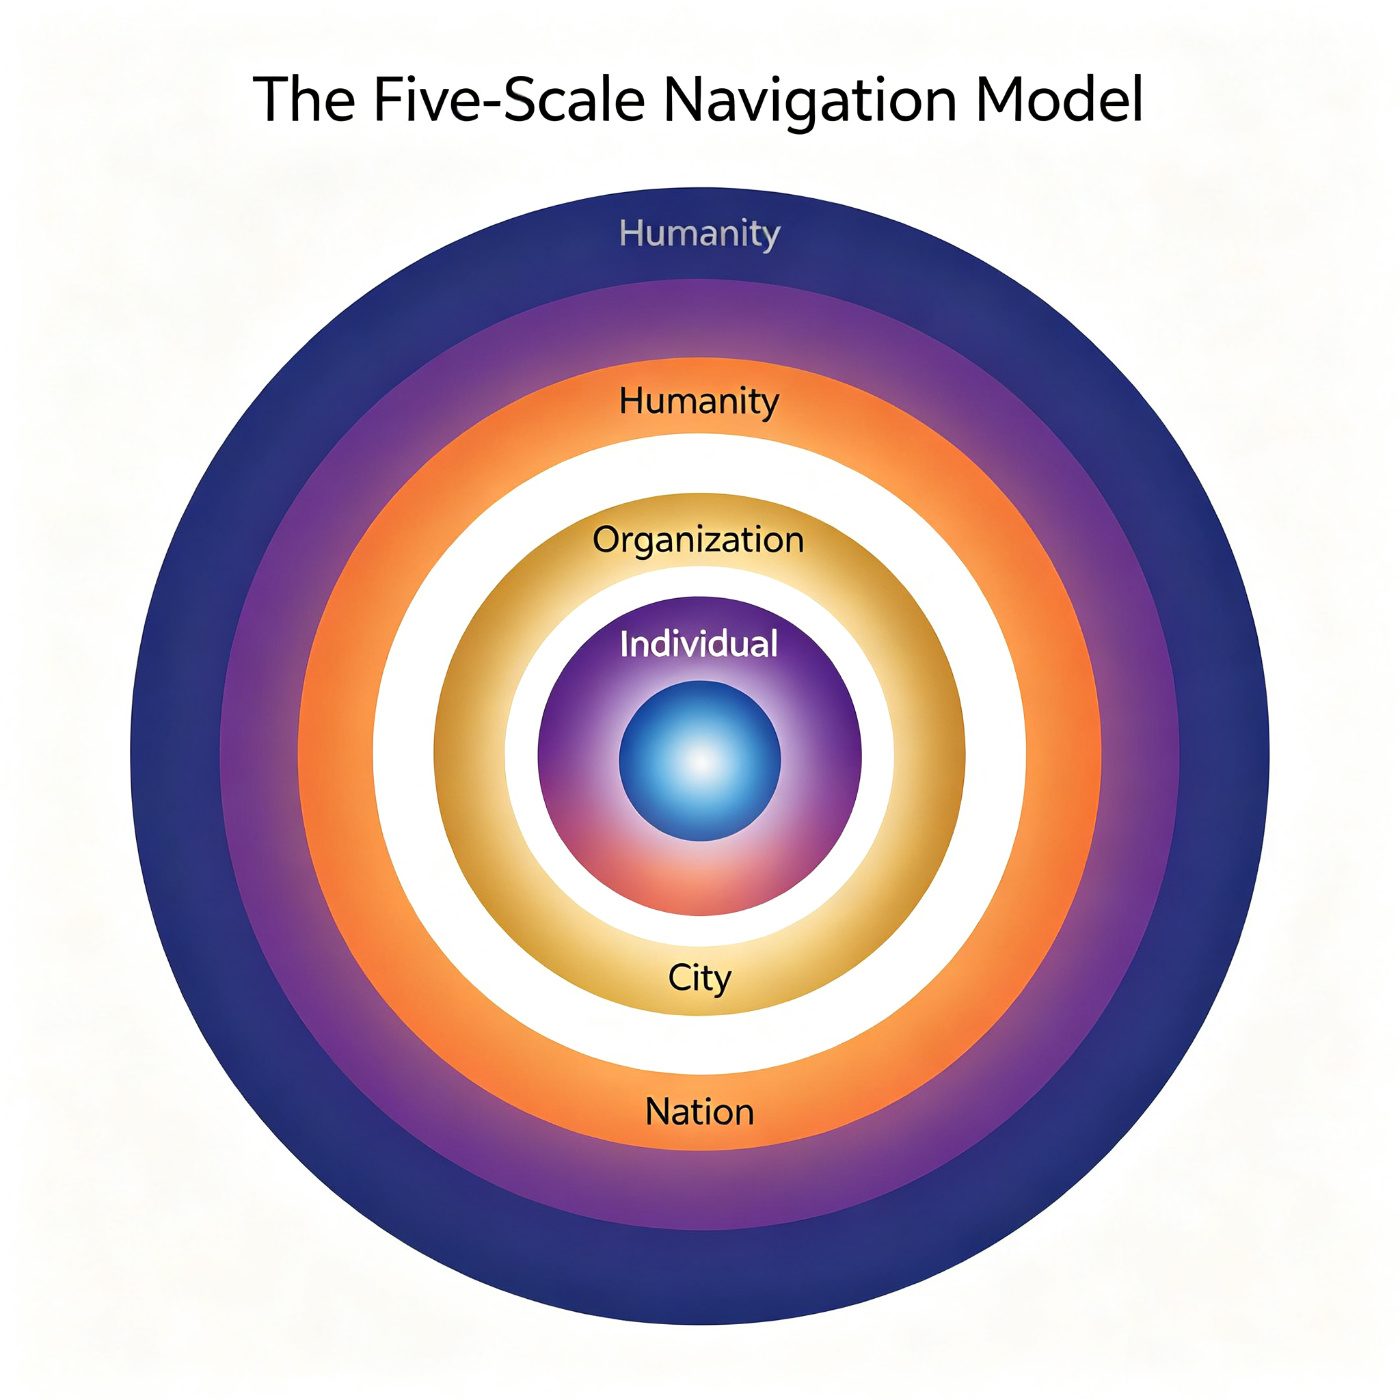 The Five-Scale Navigation Model
Humanity
Humanity
Organization
Individual
City
Nation